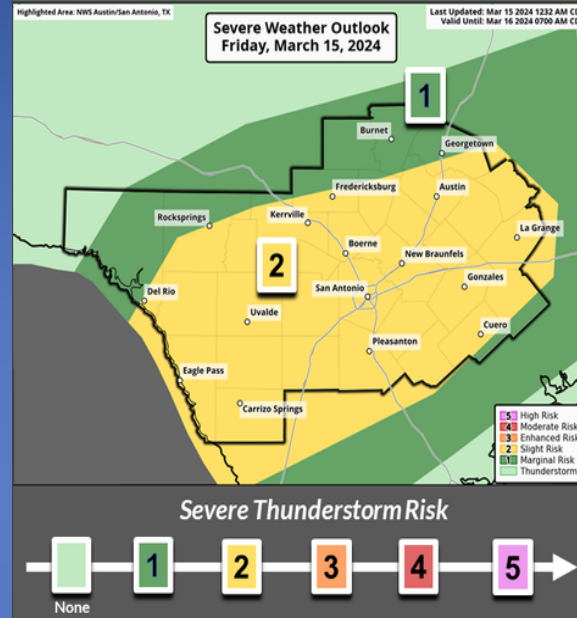 Highlighted Area: NWS Austin/San Antonio, TX
Severe Weather Outlook
Friday, March 15, 2024
Last Updated: Mar 15 2024 1232 AM
Valid Until: Mar 16 2024 0700 AM
1
Burnet
Georgetown
Fredericksburg
Austin
Rocksprings
Kerrville
La Grange
Boerne
New Braunfels
2
San Antonio
Gonzales
Del Rio
Uvalde
Cuero
Pleasanton
Eagle Pass
Carrizo Springs
5 High Risk
4 Moderate Risk
3 Enhanced Risk
2 Slight Risk
1 Marginal Risk
Thunderstorm
Severe Thunderstorm Risk
1 2 3 4 5
None